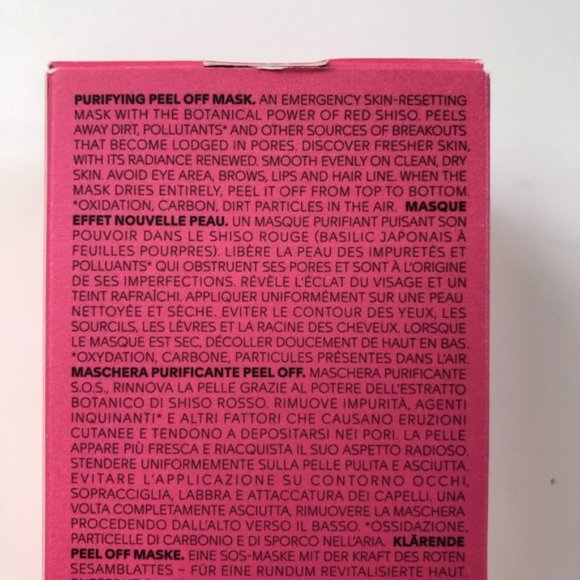 PURIFYING PEEL OFF MASK. AN EMERGENCY SKIN-RESETTING
MASK WITH THE BOTANICAL POWER OF RED SHISO. PEELS
AWAY DIRT, POLLUTANTS* AND OTHER SOURCES OF BREAKOUTS
THAT BECOME LODGED IN PORES. DISCOVER FRESHER SKIN,
WITH ITS RADIANCE RENEWED. SMOOTH EVENLY ON CLEAN, DRY
SKIN. AVOID EYE AREA, BROWS, LIPS AND HAIR LINE. WHEN THE
MASK DRIES ENTIRELY, PEEL IT OFF FROM TOP TO BOTTOM.
*OXIDATION, CARBON, DIRT PARTICLES IN THE AIR. MASQUE
EFFET NOUVELLE PEAU. UN MASQUE PURIFIANT PUISANT SON
POUVOIR DANS LE SHISO ROUGE (BASILIC JAPONAIS À
FEUILLES POURPRES). LIBÈRE LA PEAU DES IMPURETÉS ET
POLLUANTS* QUI OBSTRUENT SES PORES ET SONT À L'ORIGINE
DE SES IMPERFECTIONS. RÉVÈLE L'ÉCLAT DU VISAGE ET UN
TEINT RAFRAÎCHI. APPLIQUER UNIFORMÉMENT SUR UNE PEAU
NETTOYÉE ET SÈCHE. EVITER LE CONTOUR DES YEUX, LES
SOURCILS, LES LÈVRES ET LA RACINE DES CHEVEUX. LORSQUE
LE MASQUE EST SEC, DÉCOLLER DOUCEMENT DE HAUT EN BAS.
*OXYDATION, CARBONE, PARTICULES PRÉSENTES DANS L'AIR.
MASCHERA PURIFICANTE PEEL OFF. MASCHERA PURIFICANTE
S.O.S., RINNOVA LA PELLE GRAZIE AL POTERE DELL'ESTRATTO
BOTANICO DI SHISO ROSSO. RIMUOVE IMPURITÀ, AGENTI
INQUINANTI* E ALTRI FATTORI CHE CAUSANO ERUZIONI
CUTANEE E TENDONO A DEPOSITARSI NEI PORI. LA PELLE
APPARE PIÙ FRESCA E RIACQUISTA IL SUO ASPETTO RADIOSO.
STENDERE UNIFORMEMENTE SULLA PELLE PULITA E ASCIUTTA.
EVITARE L'APPLICAZIONE SU CONTORNO OCCHI,
SOPRACCIGLIA, LABBRA E ATTACCATURA DEI CAPELLI. UNA
VOLTA COMPLETAMENTE ASCIUTTA, RIMUOVERE LA MASCHERA
PROCEDENDO DALL'ALTO VERSO IL BASSO. *OSSIDAZIONE,
PARTICELLE DI CARBONIO E DI SPORCO NELL'ARIA. KLÄRENDE
PEEL OFF MASKE. EINE SOS-MASKE MIT DER KRAFT DES ROTEN
SESAMBLATTES – FÜR EINE RUNDUM REVITALISIERTE HAUT.